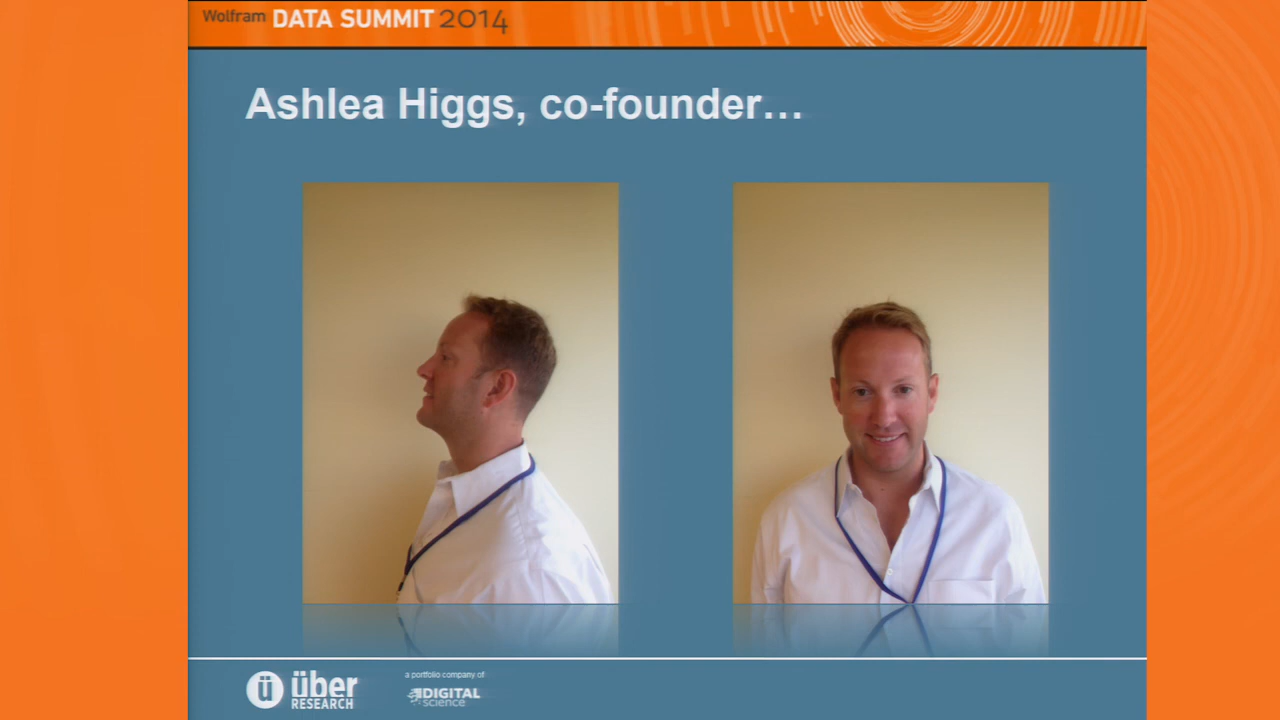 Wolfram DATA SUMMIT 2014
Ashlea Higgs, co-founder…
ü über
RESEARCH
a portfolio company of
DIGITAL
science